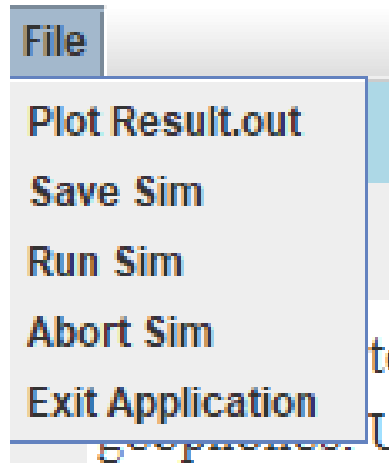 File
Plot Result.out
Save Sim
Run Sim
Abort Sim
Exit Application